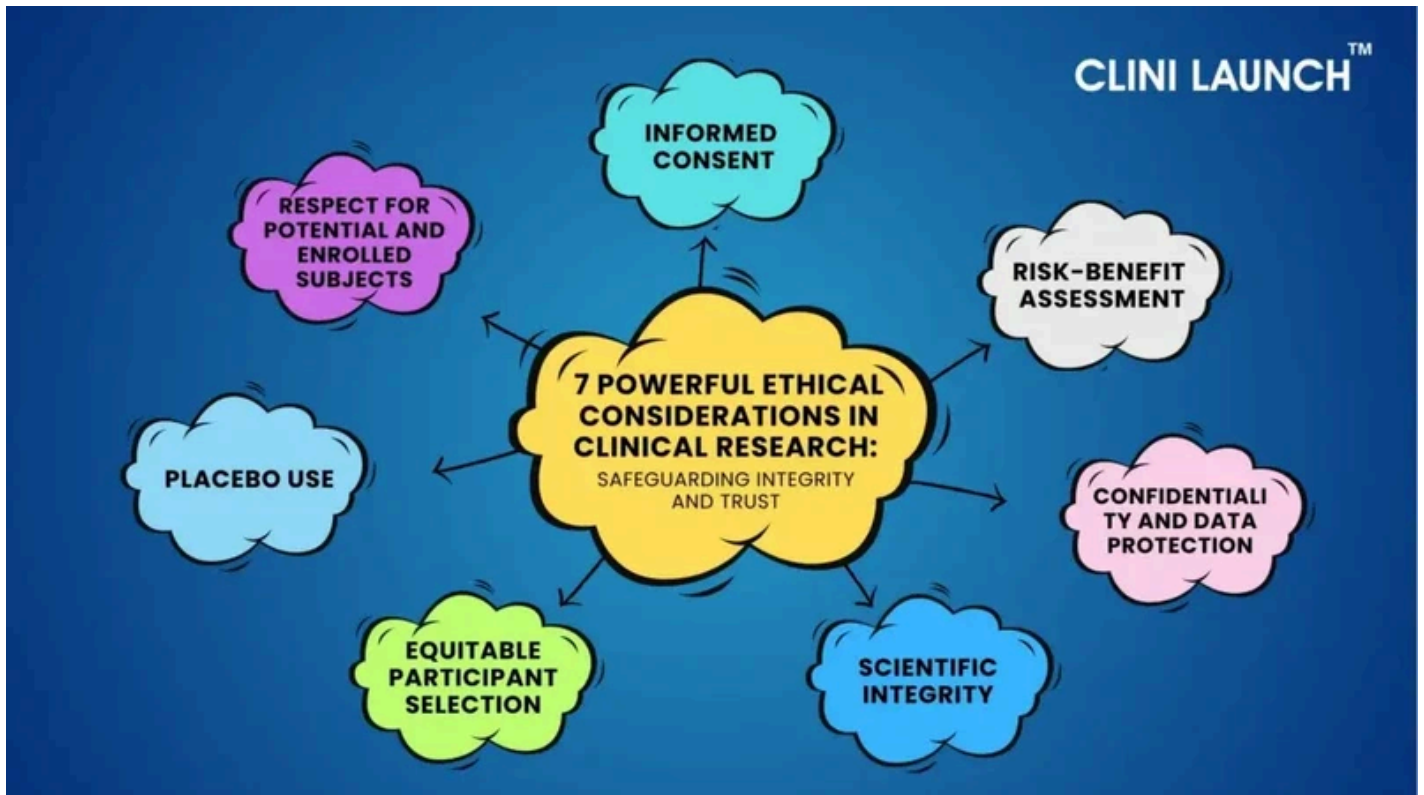 CLINI LAUNCH™
INFORMED
CONSENT
RESPECT FOR
POTENTIAL AND
ENROLLED
SUBJECTS
RISK-BENEFIT
ASSESSMENT
7 POWERFUL ETHICAL
CONSIDERATIONS IN
CLINICAL RESEARCH:
SAFEGUARDING INTEGRITY
AND TRUST
PLACEBO USE
CONFIDENTIALI
TY AND DATA
PROTECTION
EQUITABLE
PARTICIPANT
SELECTION
SCIENTIFIC
INTEGRITY